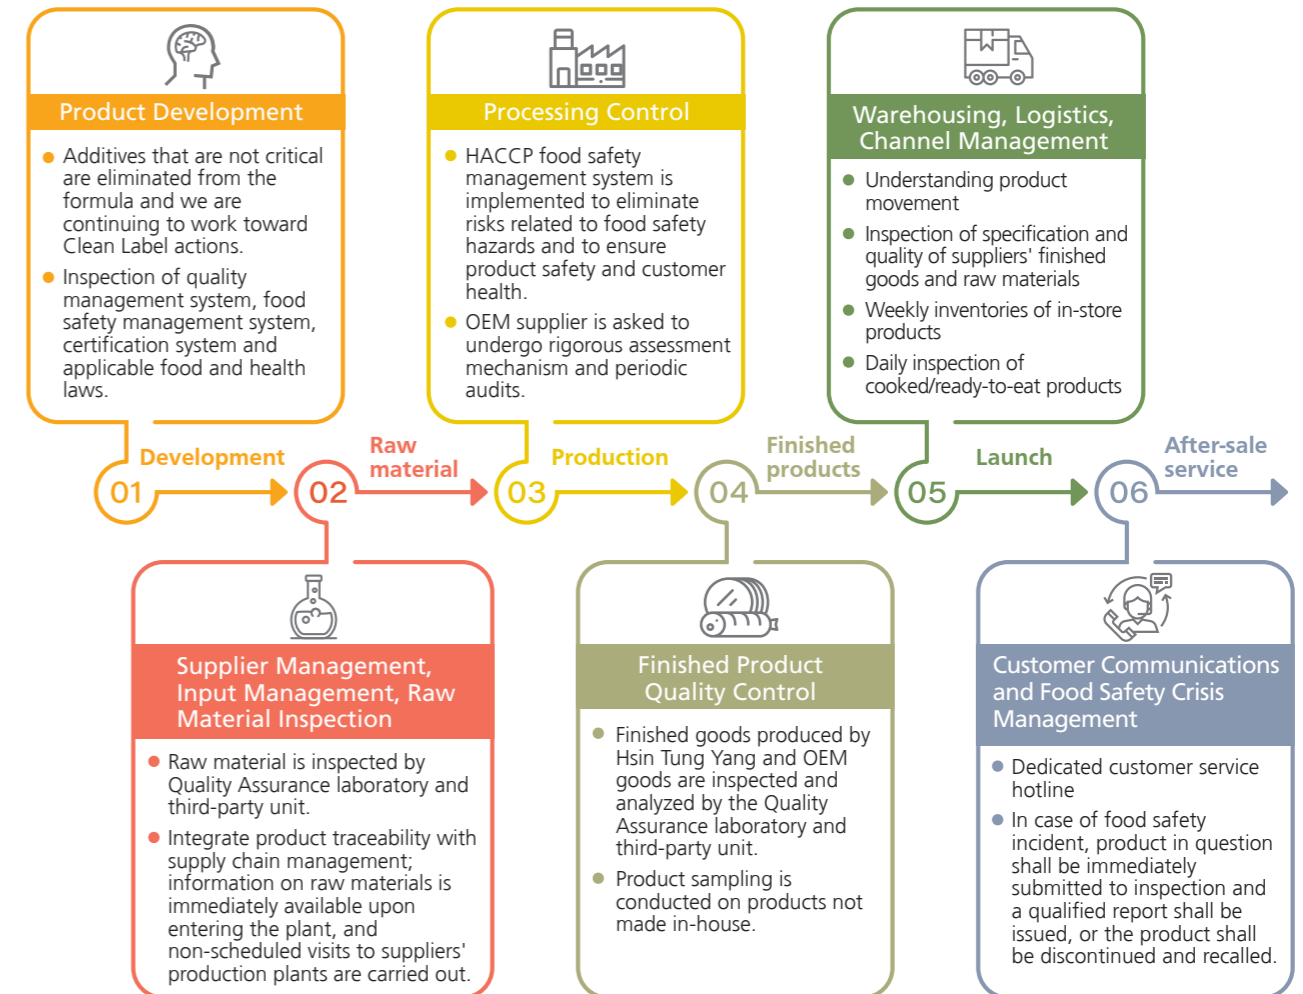 Product Development
Additives that are not critical
are eliminated from the
formula and we are
continuing to work toward
Clean Label actions.
Inspection of quality
management system, food
safety management system,
certification system and
applicable food and health
laws.
Processing Control
HACCP food safety
management system is
implemented to eliminate
risks related to food safety
hazards and to ensure
product safety and customer
health.
OEM supplier is asked to
undergo rigorous assessment
mechanism and periodic
audits.
Warehousing, Logistics,
Channel Management
Understanding product
movement
Inspection of specification and
quality of suppliers' finished
goods and raw materials
Weekly inventories of in-store
products
Daily inspection of
cooked/ready-to-eat products
01
Development
02
Raw
material
03
Production
04
Finished
products
05
Launch
06
After-sale
service
Supplier Management,
Input Management, Raw
Material Inspection
Raw material is inspected by
Quality Assurance laboratory and
third-party unit.
Integrate product traceability with
supply chain management;
information on raw materials is
immediately available upon
entering the plant, and
non-scheduled visits to suppliers'
production plants are carried out.
Finished Product
Quality Control
Finished goods produced by
Hsin Tung Yang and OEM
goods are inspected and
analyzed by the Quality
Assurance laboratory and
third-party unit.
Product sampling is
conducted on products not
made in-house.
Customer Communications
and Food Safety Crisis
Management
Dedicated customer service
hotline
In case of food safety
incident, product in question
shall be immediately
submitted to inspection and
a qualified report shall be
issued, or the product shall
be discontinued and recalled.